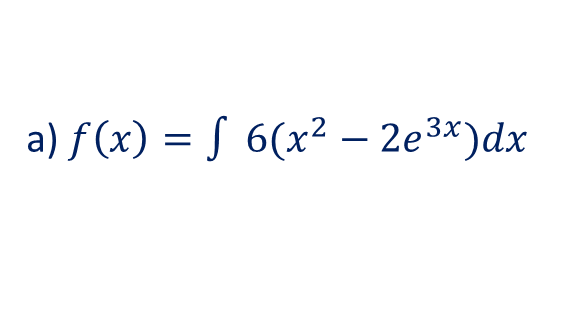 a) f(x) = ∫ 6(x² − 2e³ˣ)dx